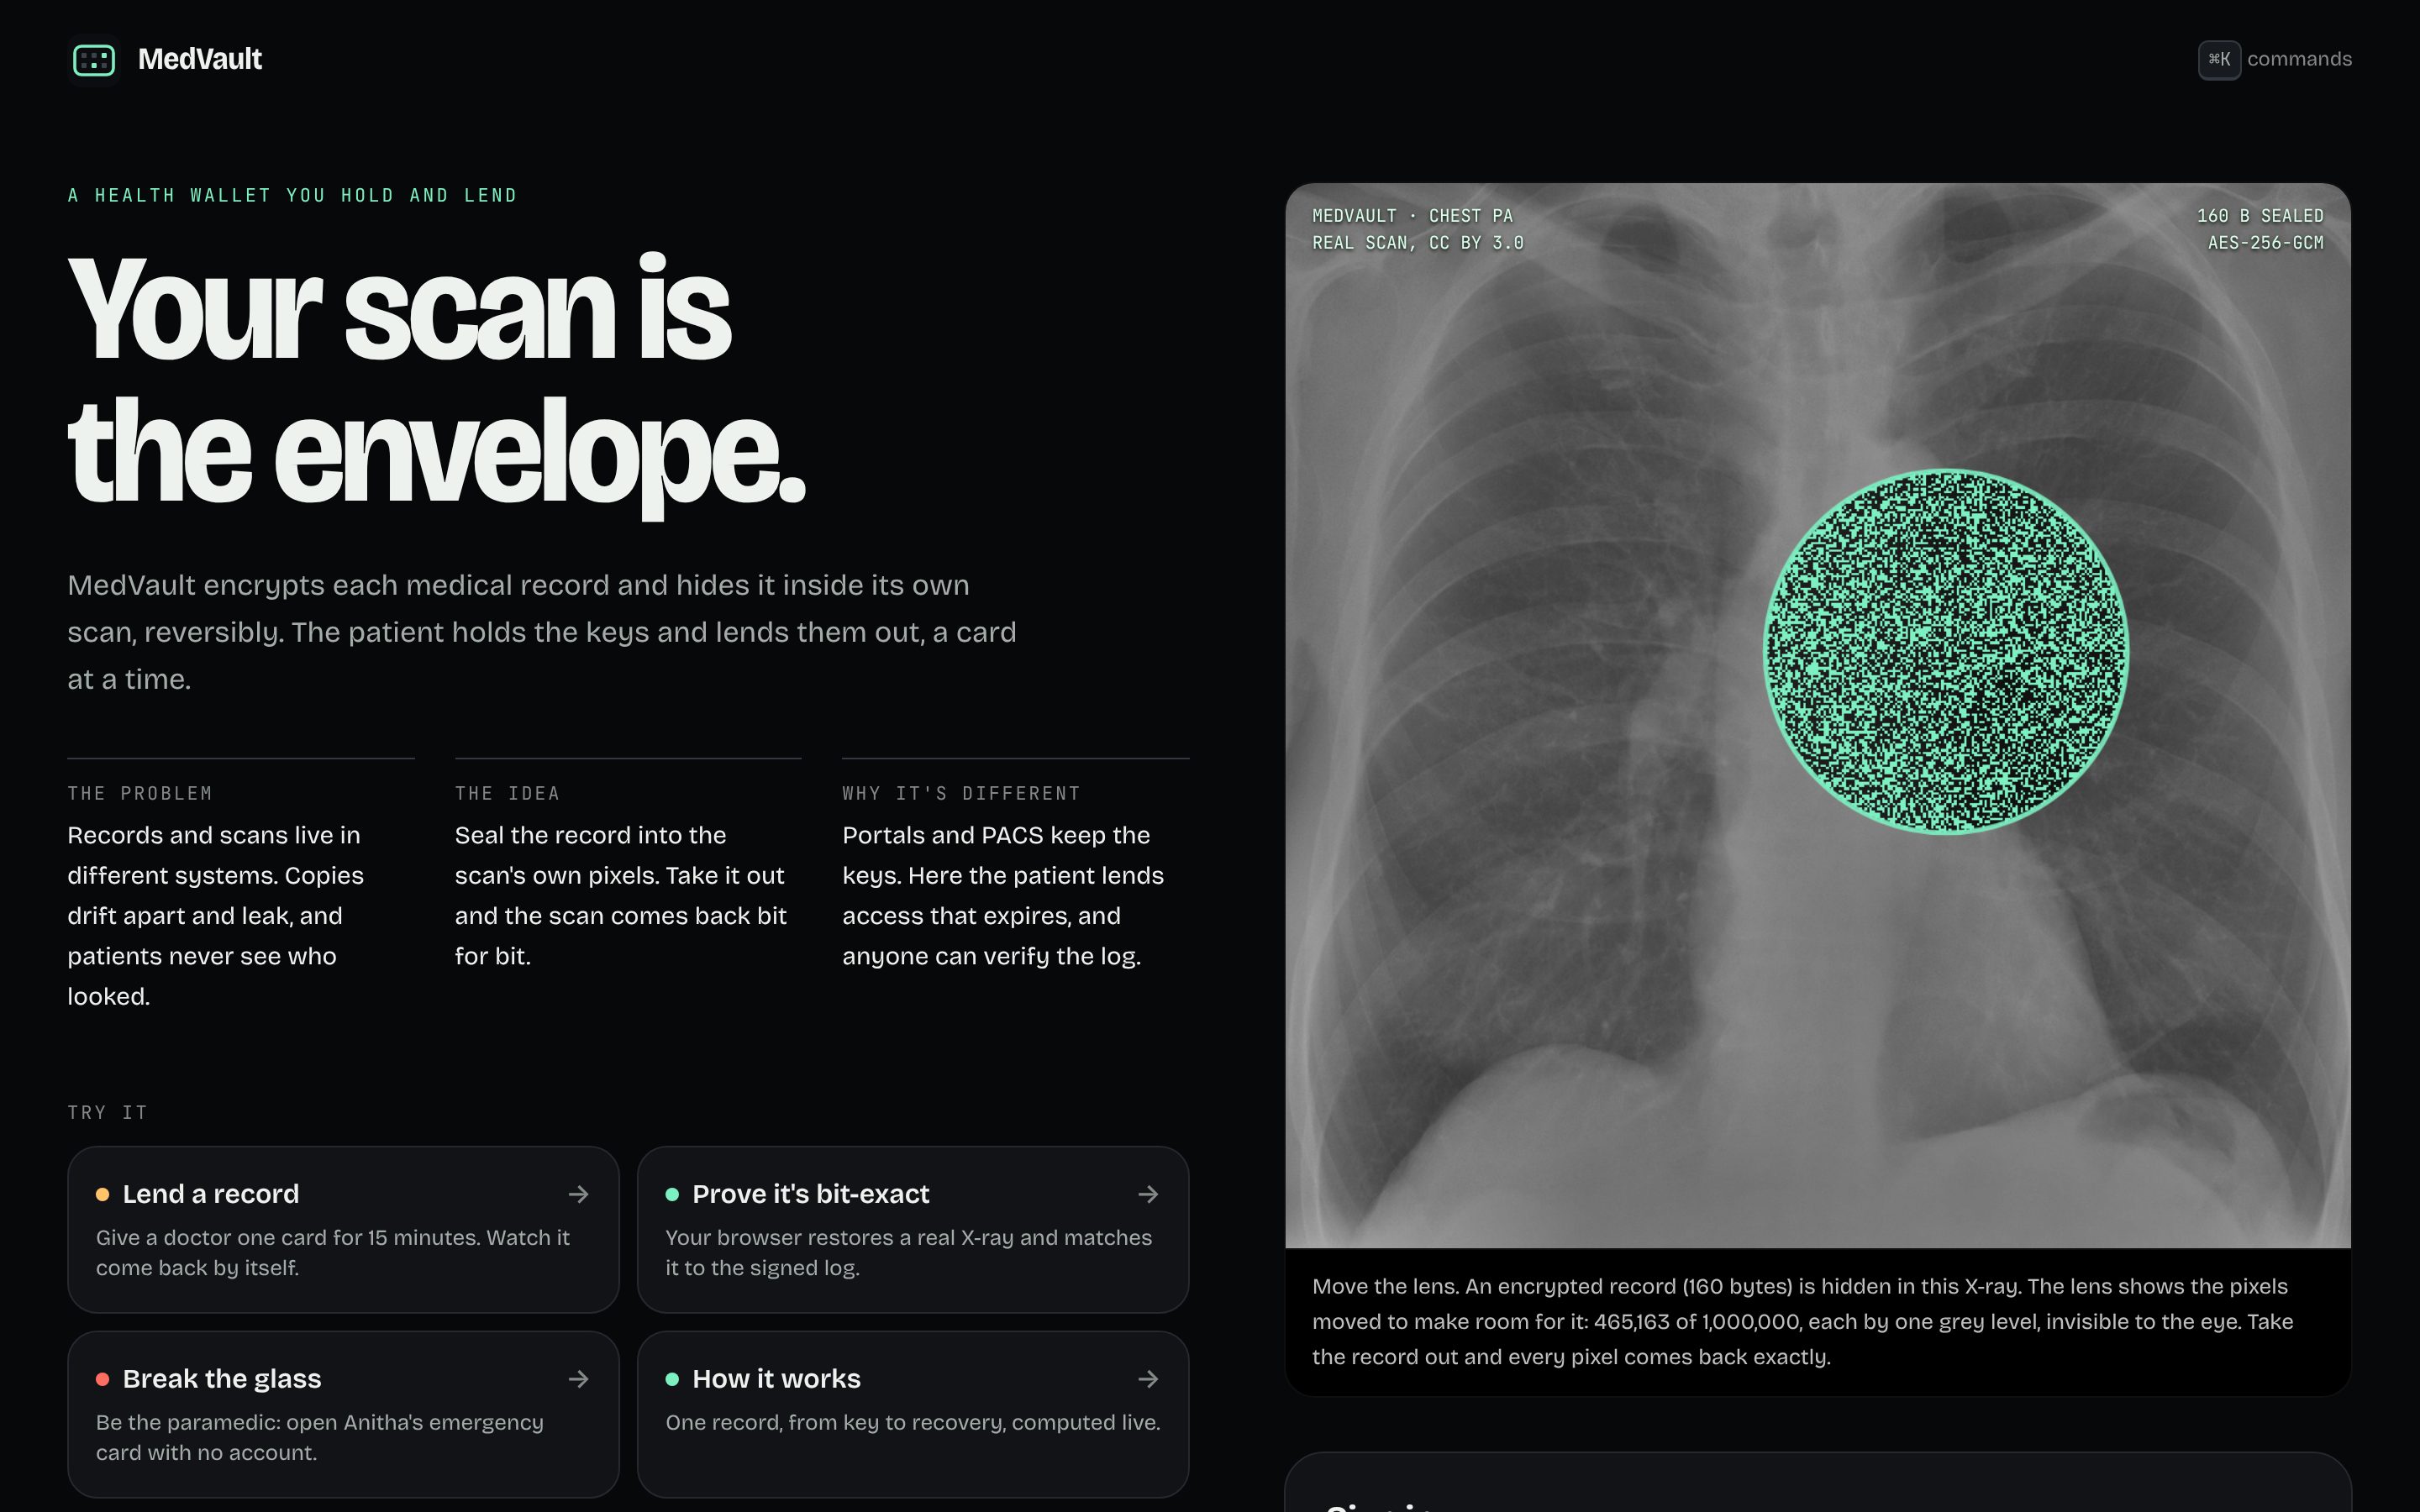 MedVault
⌘K commands
A HEALTH WALLET YOU HOLD AND LEND
Your scan is
the envelope.
MedVault encrypts each medical record and hides it inside its own
scan, reversibly. The patient holds the keys and lends them out, a card
at a time.
THE PROBLEM
Records and scans live in
different systems. Copies
drift apart and leak, and
patients never see who
looked.
THE IDEA
Seal the record into the
scan's own pixels. Take it out
and the scan comes back bit
for bit.
WHY IT'S DIFFERENT
Portals and PACS keep the
keys. Here the patient lends
access that expires, and
anyone can verify the log.
TRY IT
Lend a record →
Give a doctor one card for 15 minutes. Watch it
come back by itself.
Prove it's bit-exact →
Your browser restores a real X-ray and matches
it to the signed log.
Break the glass →
Be the paramedic: open Anitha's emergency
card with no account.
How it works →
One record, from key to recovery, computed live.
MEDVAULT · CHEST PA
REAL SCAN, CC BY 3.0
160 B SEALED
AES-256-GCM
Move the lens. An encrypted record (160 bytes) is hidden in this X-ray. The lens shows the pixels
moved to make room for it: 465,163 of 1,000,000, each by one grey level, invisible to the eye. Take
the record out and every pixel comes back exactly.